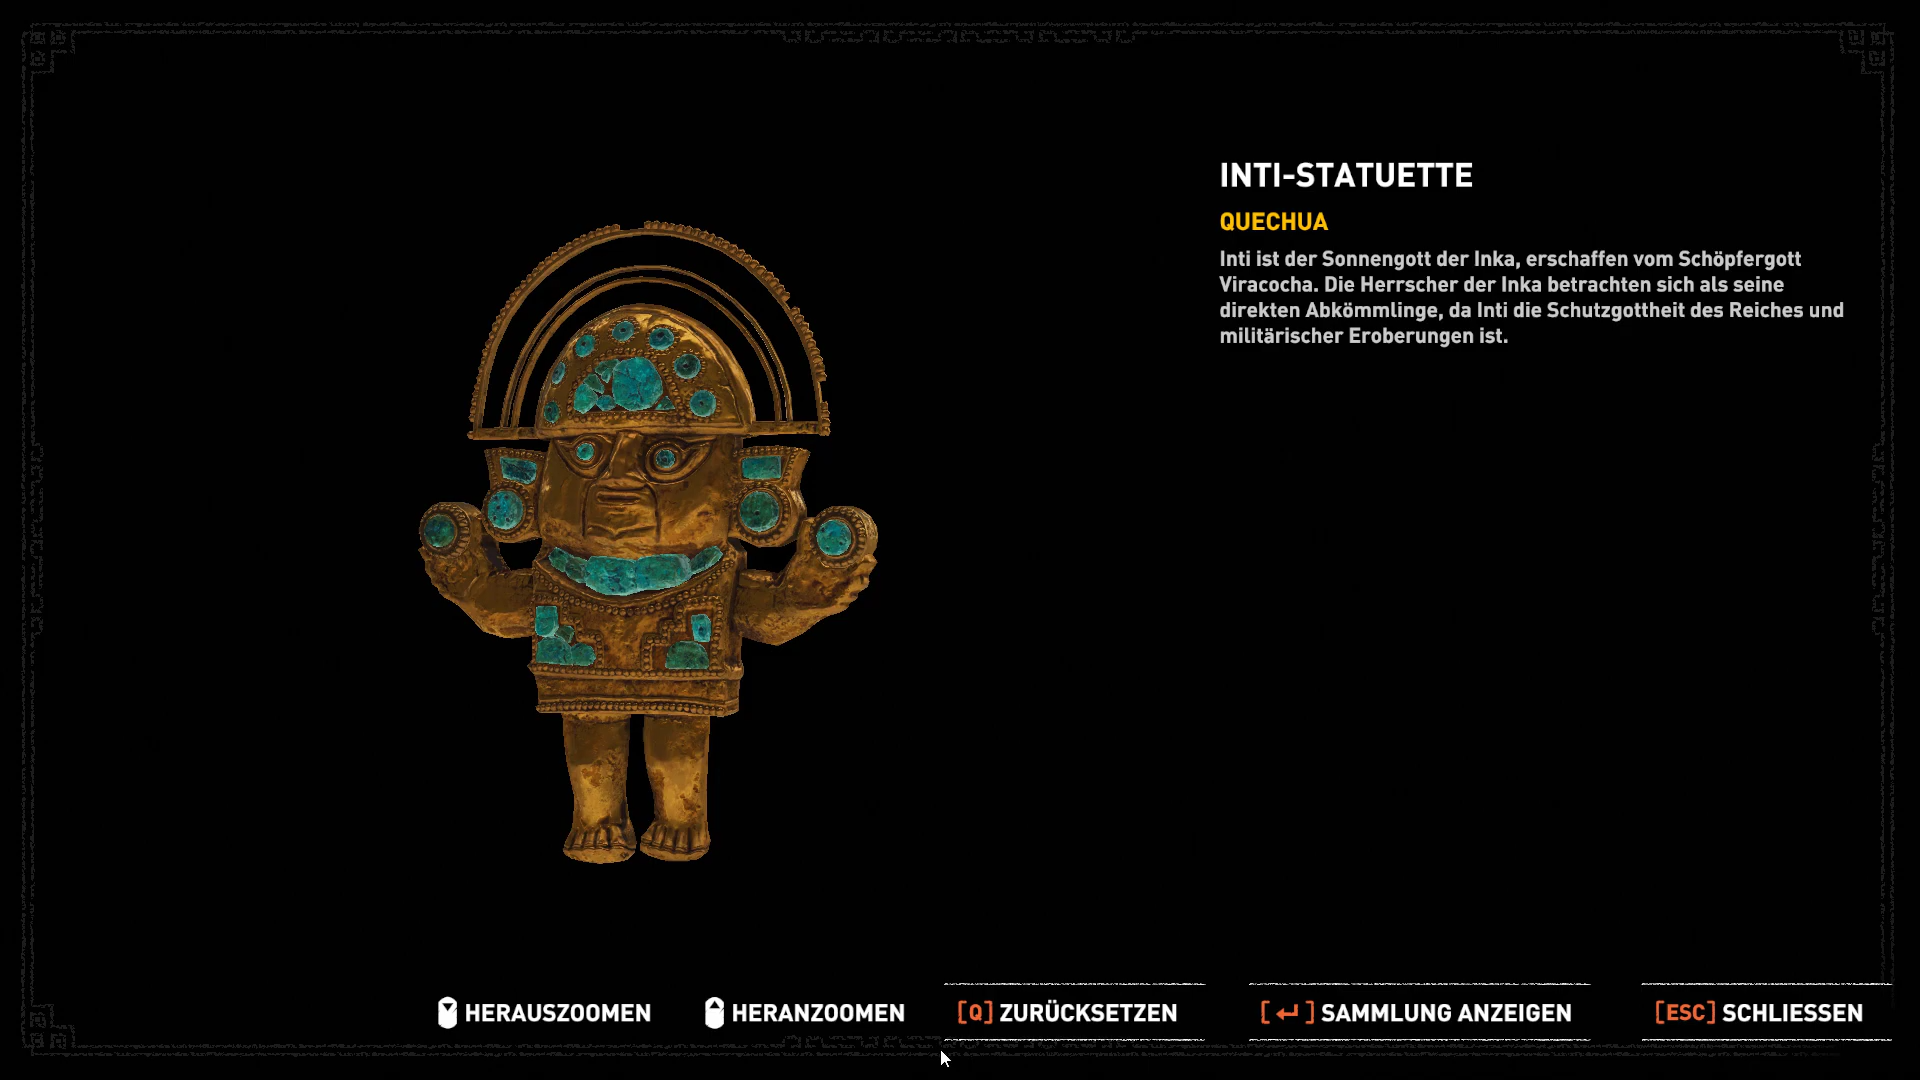 INTI-STATUETTE
QUECHUA
Inti ist der Sonnengott der Inka, erschaffen vom Schöpfergott
Viracocha. Die Herrscher der Inka betrachten sich als seine
direkten Abkömmlinge, da Inti die Schutzgottheit des Reiches und
militärischer Eroberungen ist.
HERAUSZOOMEN HERANZOOMEN [Q] ZURÜCKSETZEN [↵] SAMMLUNG ANZEIGEN [ESC] SCHLIESSEN